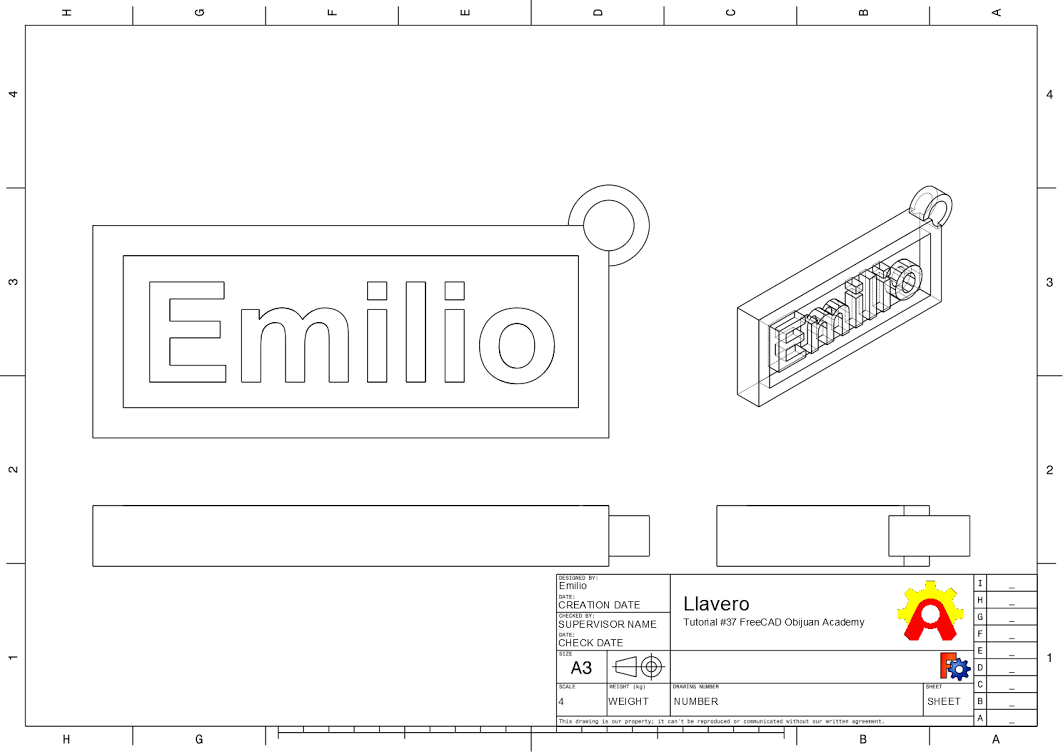 H G F E D C B A
4 4
Emilio
Emilio
3 3
2 2
DESIGNED BY:
Emilio
DATE:
CREATION DATE
CHECKED BY:
SUPERVISOR NAME
DATE:
CHECK DATE
Llavero
Tutorial #37 FreeCAD Obijuan Academy
I _
H _
G _
F _
E _
D _
C _
B _
A _
1 1
SIZE
A3
SCALE
4
WEIGHT (kg)
WEIGHT
DRAWING NUMBER
NUMBER
SHEET
SHEET
This drawing is our property; it can't be reproduced or communicated without our written agreement.
H G B A